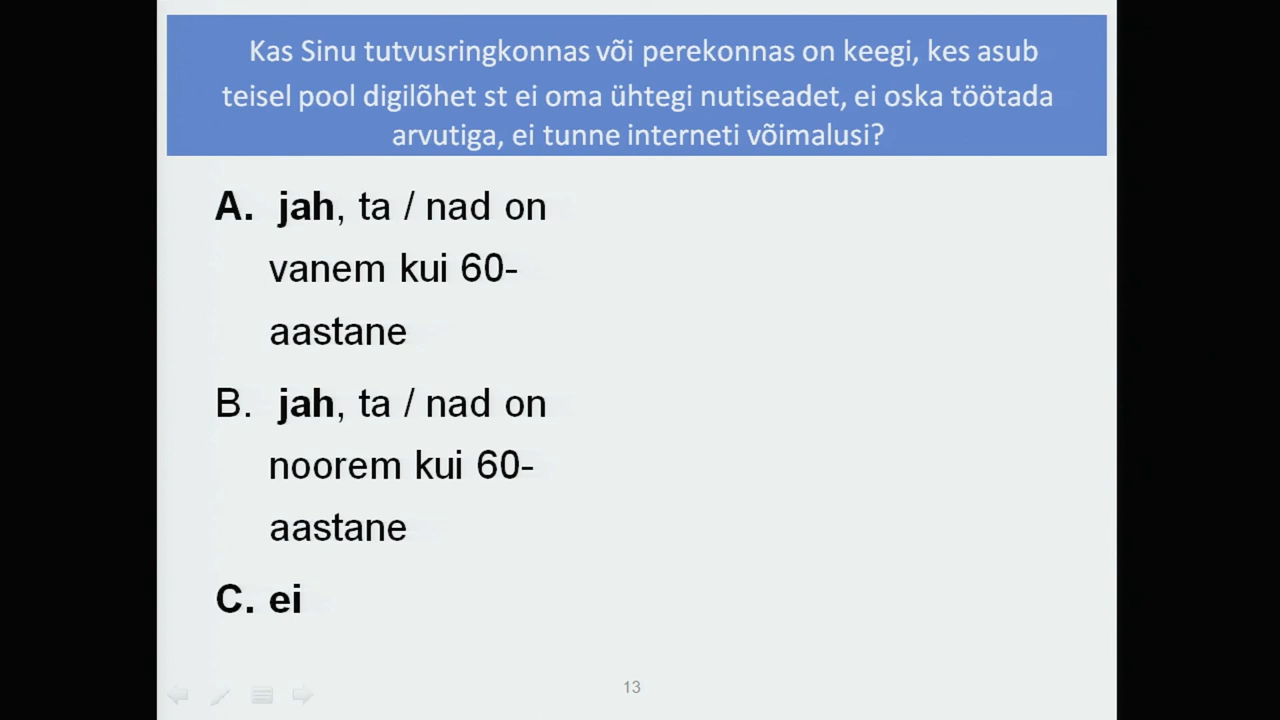 Kas Sinu tutvusringkonnas või perekonnas on keegi, kes asub
teisel pool digilõhet st ei oma ühtegi nutiseadet, ei oska töötada
arvutiga, ei tunne interneti võimalusi?
A. jah, ta / nad on
vanem kui 60-
aastane
B. jah, ta / nad on
noorem kui 60-
aastane
C. ei
13